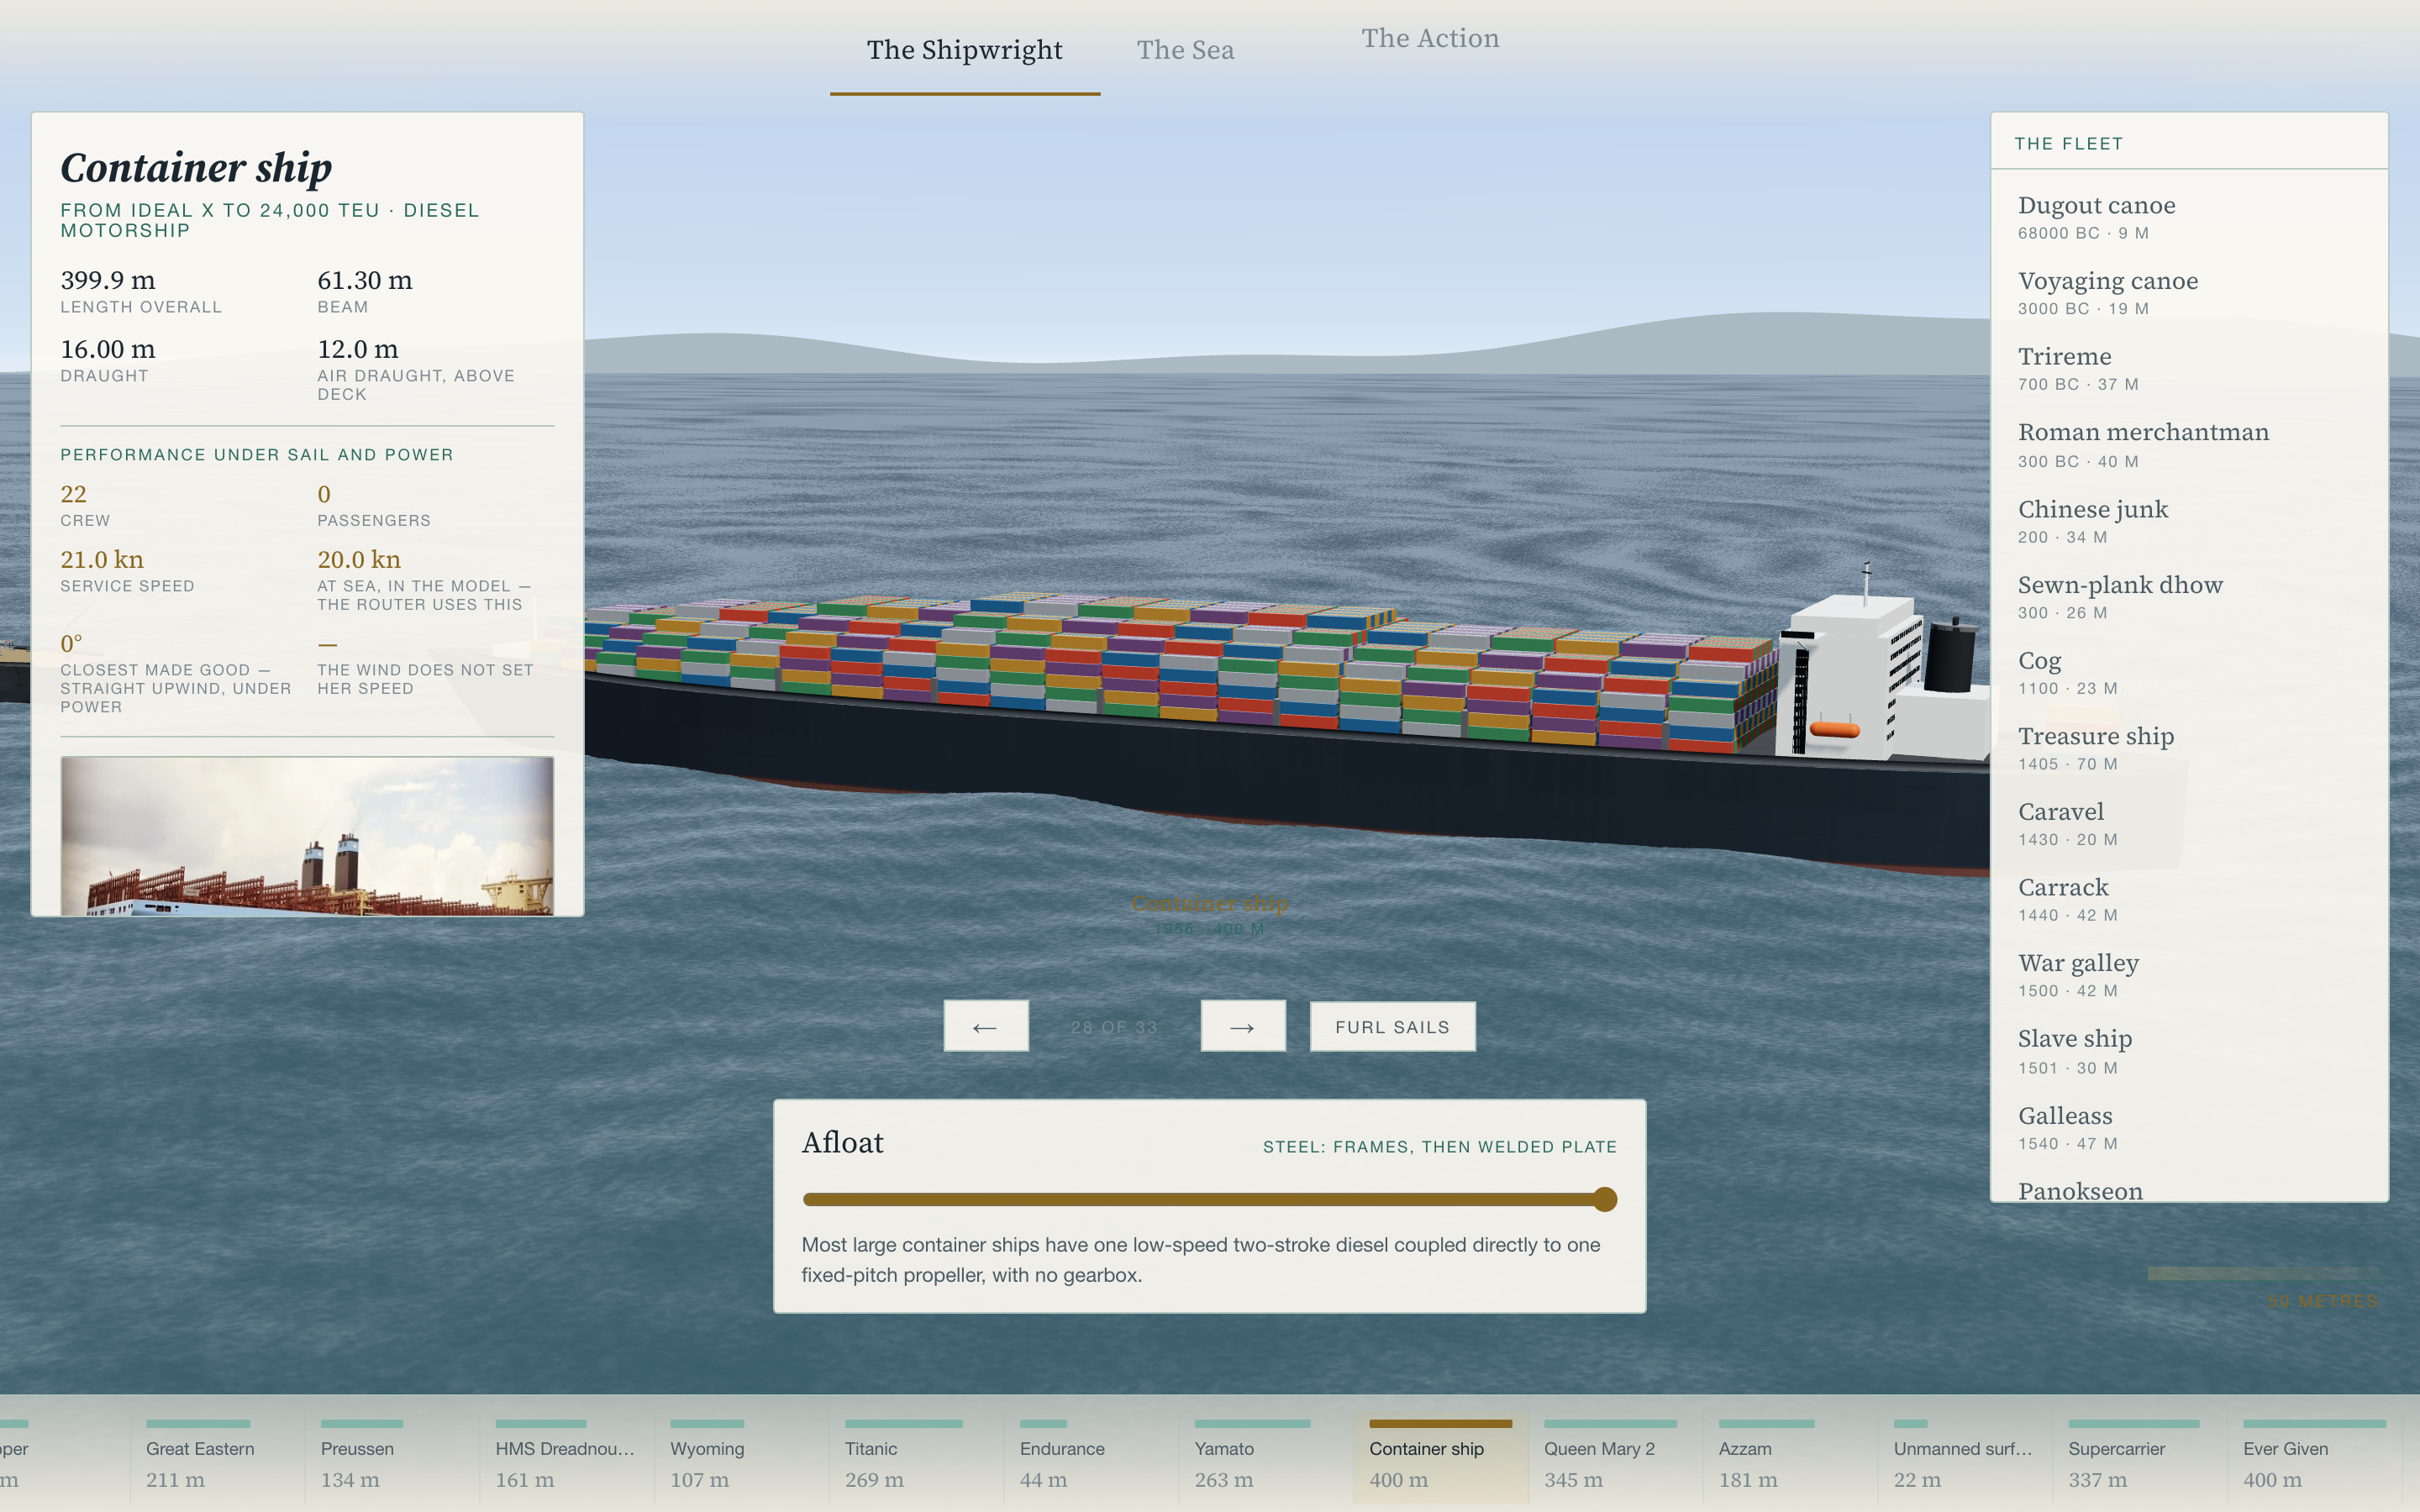 The Shipwright
The Sea
The Action
Container ship
FROM IDEAL X TO 24,000 TEU · DIESEL
MOTORSHIP
399.9 m
LENGTH OVERALL
61.30 m
BEAM
16.00 m
DRAUGHT
12.0 m
AIR DRAUGHT, ABOVE
DECK
PERFORMANCE UNDER SAIL AND POWER
22
CREW
0
PASSENGERS
21.0 kn
SERVICE SPEED
20.0 kn
AT SEA, IN THE MODEL —
THE ROUTER USES THIS
0°
CLOSEST MADE GOOD —
STRAIGHT UPWIND, UNDER
POWER
—
THE WIND DOES NOT SET
HER SPEED
THE FLEET
Dugout canoe
68000 BC · 9 M
Voyaging canoe
3000 BC · 19 M
Trireme
700 BC · 37 M
Roman merchantman
300 BC · 40 M
Chinese junk
200 · 34 M
Sewn-plank dhow
300 · 26 M
Cog
1100 · 23 M
Treasure ship
1405 · 70 M
Caravel
1430 · 20 M
Carrack
1440 · 42 M
War galley
1500 · 42 M
Slave ship
1501 · 30 M
Galleass
1540 · 47 M
Panokseon
Container ship
1956 · 400 M
←
28 OF 33
→
FURL SAILS
Afloat
STEEL: FRAMES, THEN WELDED PLATE
Most large container ships have one low-speed two-stroke diesel coupled directly to one
fixed-pitch propeller, with no gearbox.
50 METRES
pper
m
Great Eastern
211 m
Preussen
134 m
HMS Dreadnou…
161 m
Wyoming
107 m
Titanic
269 m
Endurance
44 m
Yamato
263 m
Container ship
400 m
Queen Mary 2
345 m
Azzam
181 m
Unmanned surf…
22 m
Supercarrier
337 m
Ever Given
400 m